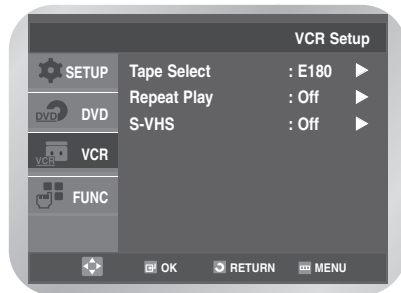 VCR Setup
SETUP
Tape Select : E180 ►
Repeat Play : Off ►
DVD DVD
S-VHS : Off ►
VCR VCR
FUNC
OK RETURN MENU